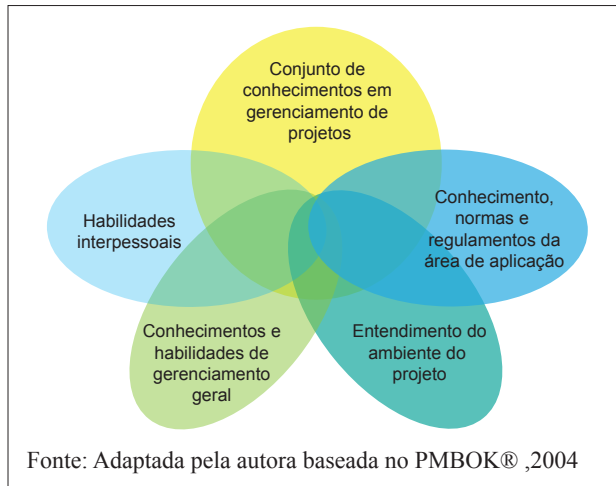 Conjunto de
conhecimentos em
gerenciamento de
projetos
Habilidades
interpessoais
Conhecimento,
normas e
regulamentos da
área de aplicação
Conhecimentos e
habilidades de
gerenciamento
geral
Entendimento do
ambiente do
projeto
Fonte: Adaptada pela autora baseada no PMBOK® ,2004